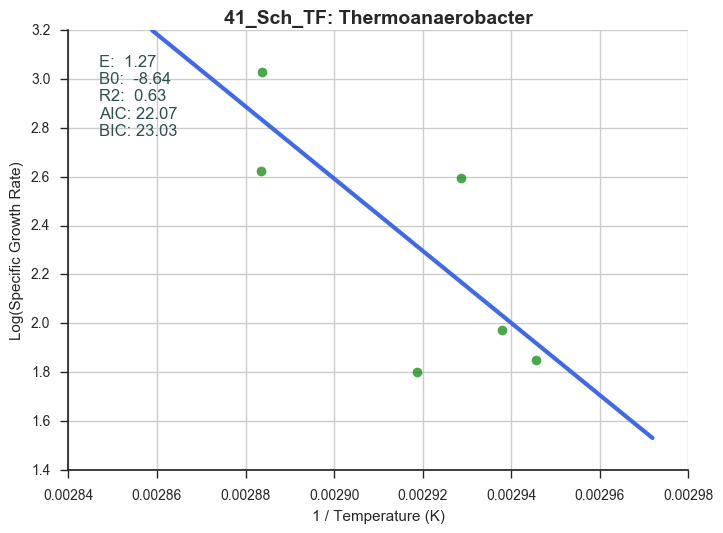 41_Sch_TF: Thermoanaerobacter
E:  1.27
B0:  -8.64
R2:  0.63
AIC: 22.07
BIC: 23.03
Log(Specific Growth Rate)
3.2
3.0
2.8
2.6
2.4
2.2
2.0
1.8
1.6
1.4
0.00284 0.00286 0.00288 0.00290 0.00292 0.00294 0.00296 0.00298
1 / Temperature (K)